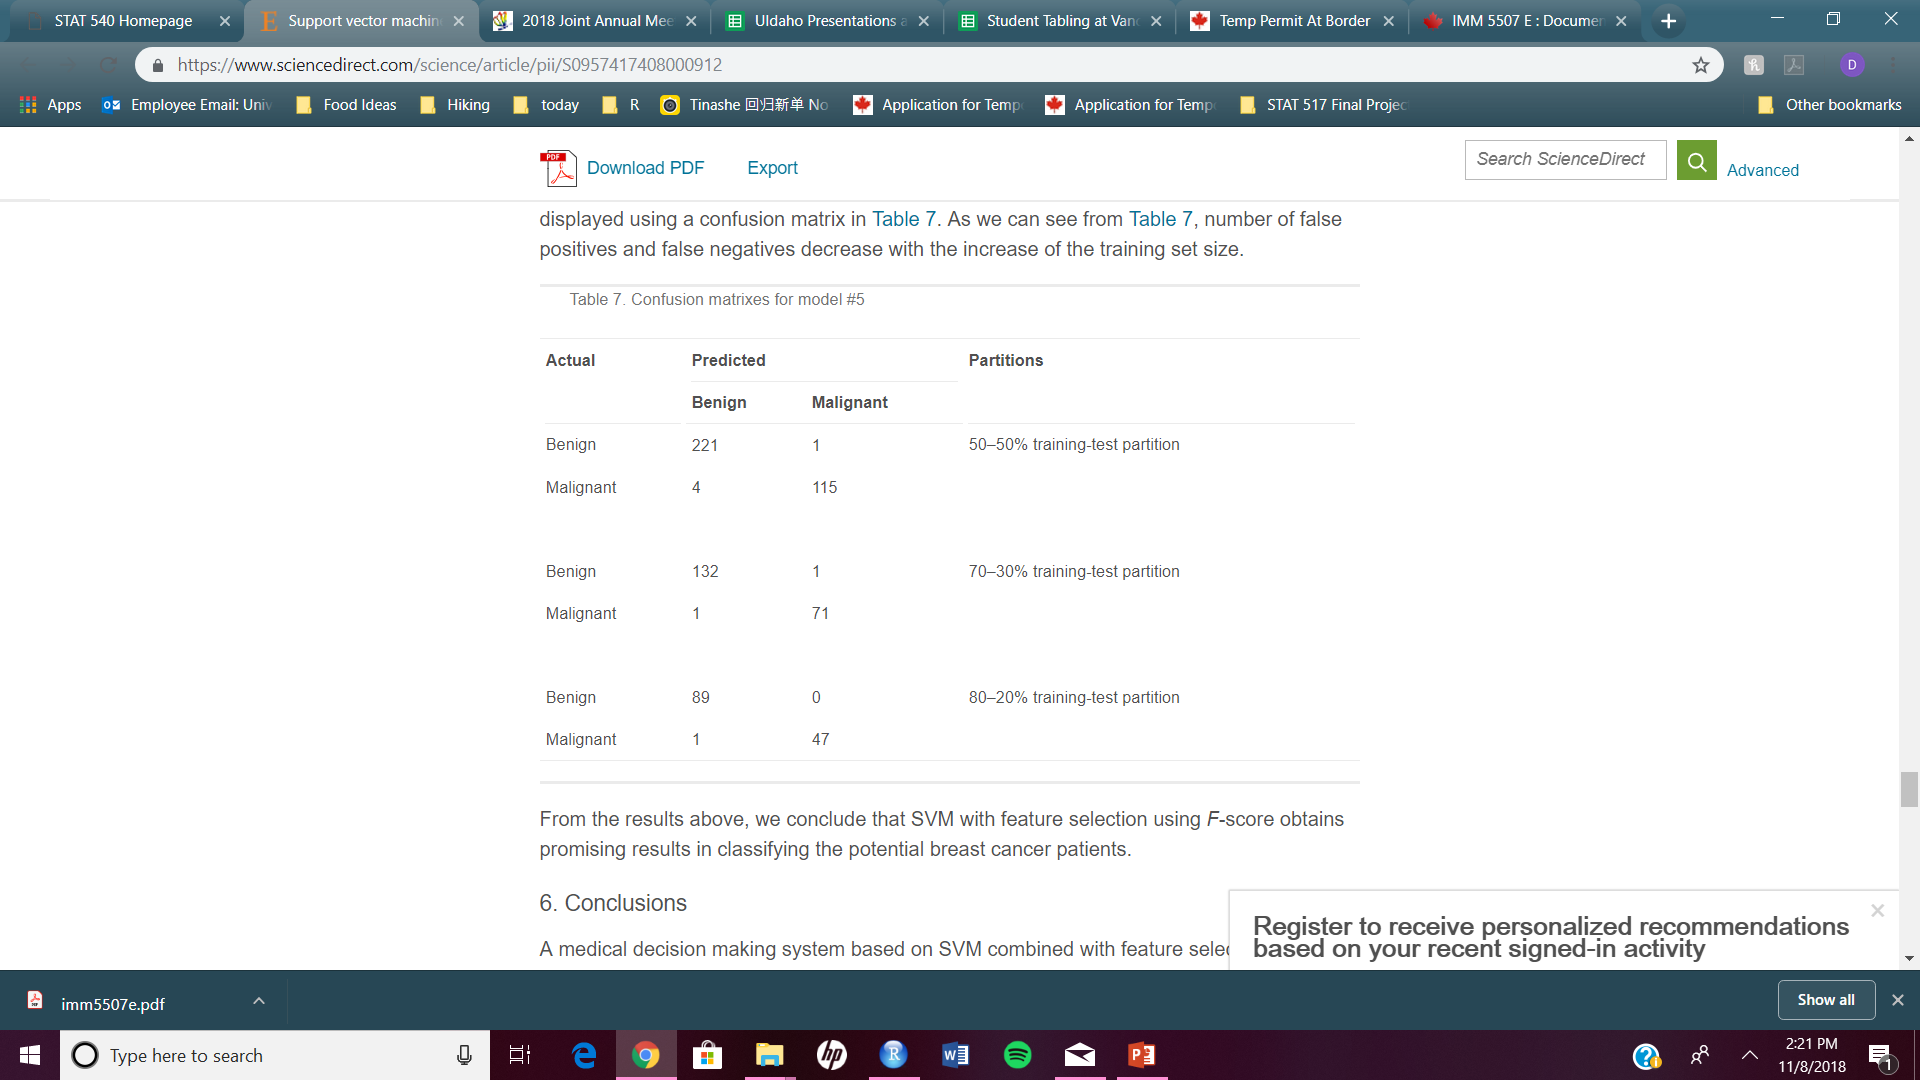 STAT 540 Homepage
Support vector machin
2018 Joint Annual Mee
UIdaho Presentations a
Student Tabling at Vand
Temp Permit At Border
IMM 5507 E : Documen
https://www.sciencedirect.com/science/article/pii/S0957417408000912
D
Apps
Employee Email: Univ
Food Ideas
Hiking
today
R
Tinashe 回归新单 No
Application for Temp
Application for Temp
STAT 517 Final Projec
Other bookmarks
PDF
Download PDF
Export
Search ScienceDirect
Advanced
displayed using a confusion matrix in Table 7. As we can see from Table 7, number of false
positives and false negatives decrease with the increase of the training set size.
Table 7. Confusion matrixes for model #5
Actual Predicted Partitions
Benign Malignant
Benign 221 1 50–50% training-test partition
Malignant 4 115
Benign 132 1 70–30% training-test partition
Malignant 1 71
Benign 89 0 80–20% training-test partition
Malignant 1 47
From the results above, we conclude that SVM with feature selection using F-score obtains
promising results in classifying the potential breast cancer patients.
6. Conclusions
A medical decision making system based on SVM combined with feature selec
Register to receive personalized recommendations
based on your recent signed-in activity
imm5507e.pdf
Show all
Type here to search
2:21 PM
11/8/2018
1